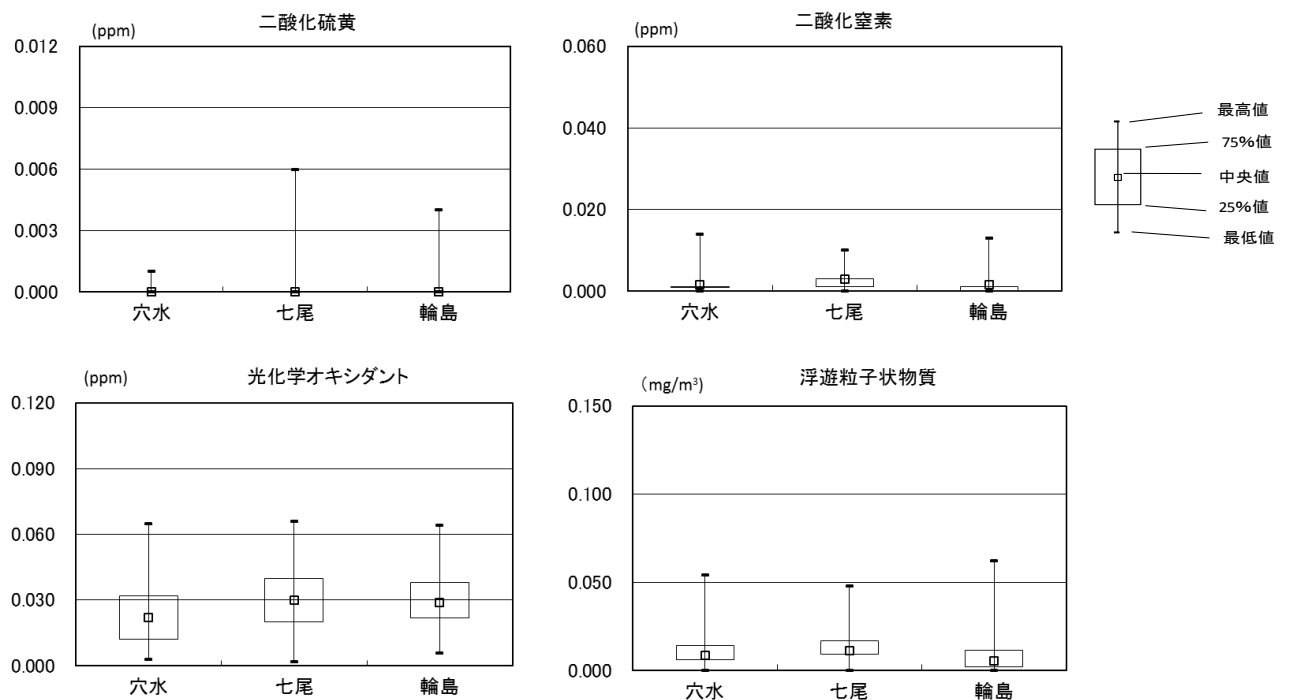 二酸化硫黄
(ppm)
0.012
0.009
0.006
0.003
0.000
穴水 七尾 輪島
二酸化窒素
(ppm)
0.060
0.040
0.020
0.000
穴水 七尾 輪島
最高値
75%値
中央値
25%値
最低値
光化学オキシダント
(ppm)
0.120
0.090
0.060
0.030
0.000
穴水 七尾 輪島
浮遊粒子状物質
（mg/m³)
0.150
0.100
0.050
0.000
穴水 七尾 輪島